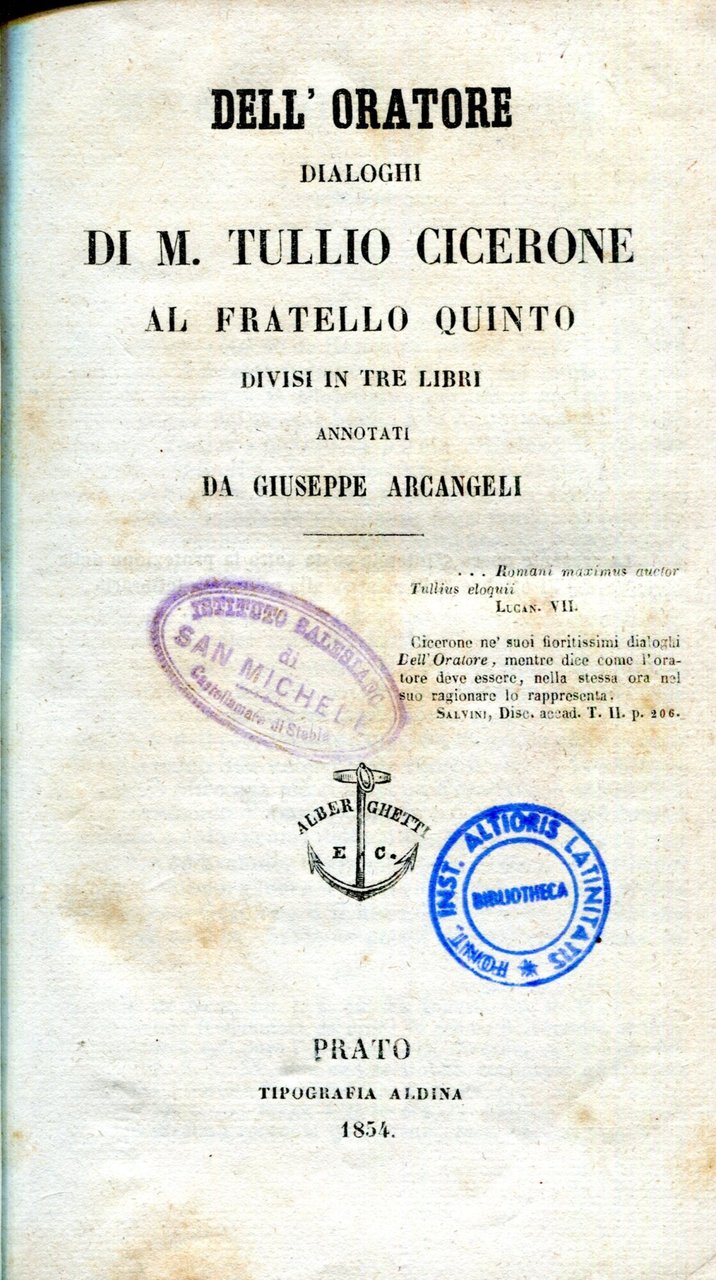 DELL' ORATORE
DIALOGHI
DI M. TULLIO CICERONE
AL FRATELLO QUINTO
DIVISI IN TRE LIBRI
ANNOTATI
DA GIUSEPPE ARCANGELI
. . . Romani maximus auctor
Tullius eloquii
LUCAN. VII.
Cicerone ne' suoi fioritissimi dialoghi
Dell'Oratore, mentre dice come l'ora-
tore deve essere, nella stessa ora nel
suo ragionare lo rappresenta.
SALVINI, Disc. accad. T. II. p. 206.
ISTITUTO SALESIANO
di
SAN MICHELE
Castellamare di Stabia
ALBERGHETTI
E C.
PONT. INST. ALTIORIS LATINITATIS
BIBLIOTHECA
PRATO
TIPOGRAFIA ALDINA
1854.